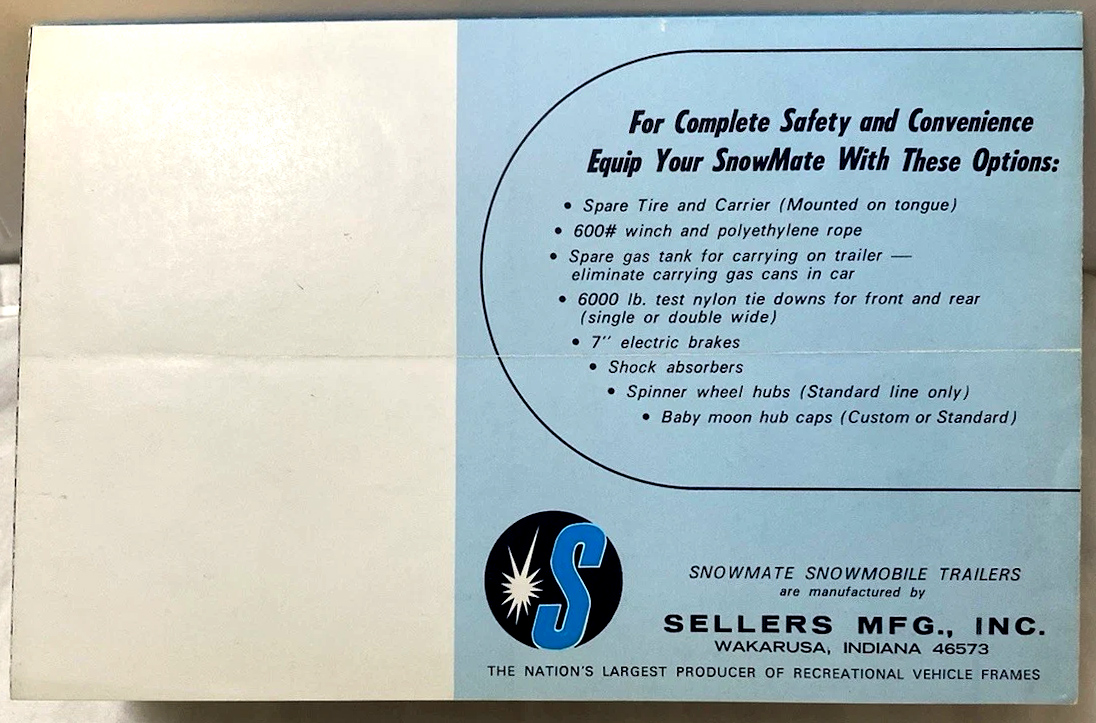 For Complete Safety and Convenience
Equip Your SnowMate With These Options:
• Spare Tire and Carrier (Mounted on tongue)
• 600# winch and polyethylene rope
• Spare gas tank for carrying on trailer —
eliminate carrying gas cans in car
• 6000 lb. test nylon tie downs for front and rear
(single or double wide)
• 7′′ electric brakes
• Shock absorbers
• Spinner wheel hubs (Standard line only)
• Baby moon hub caps (Custom or Standard)
S
SNOWMATE SNOWMOBILE TRAILERS
are manufactured by
SELLERS MFG., INC.
WAKARUSA, INDIANA 46573
THE NATION'S LARGEST PRODUCER OF RECREATIONAL VEHICLE FRAMES